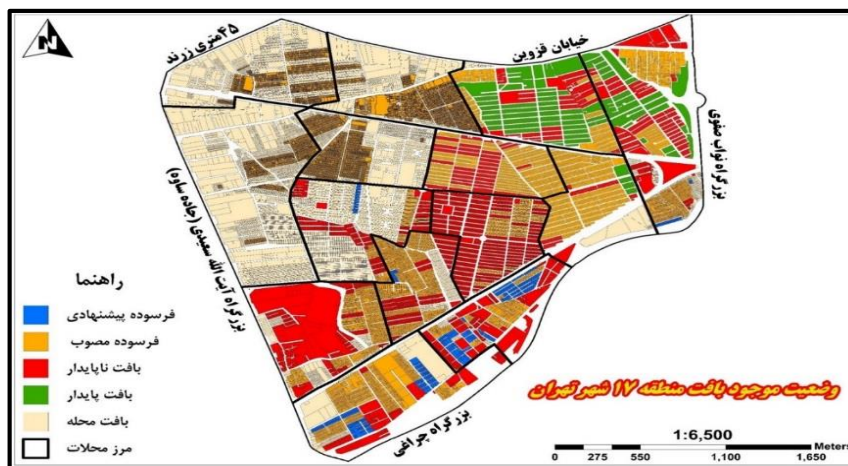 N
۴۵متری زرند
خیابان قزوین
بزرگراه نواب صفوی
بزرگراه آیت الله سعیدی (جاده ساوه)
بزرگراه چراغی
راهنما
فرسوده پیشنهادی
فرسوده مصوب
بافت ناپایدار
بافت پایدار
بافت محله
مرز محلات
وضعیت موجود بافت منطقه ۱۷ شهر تهران
1:6,500
Meters
0 275 550 1,100 1,650